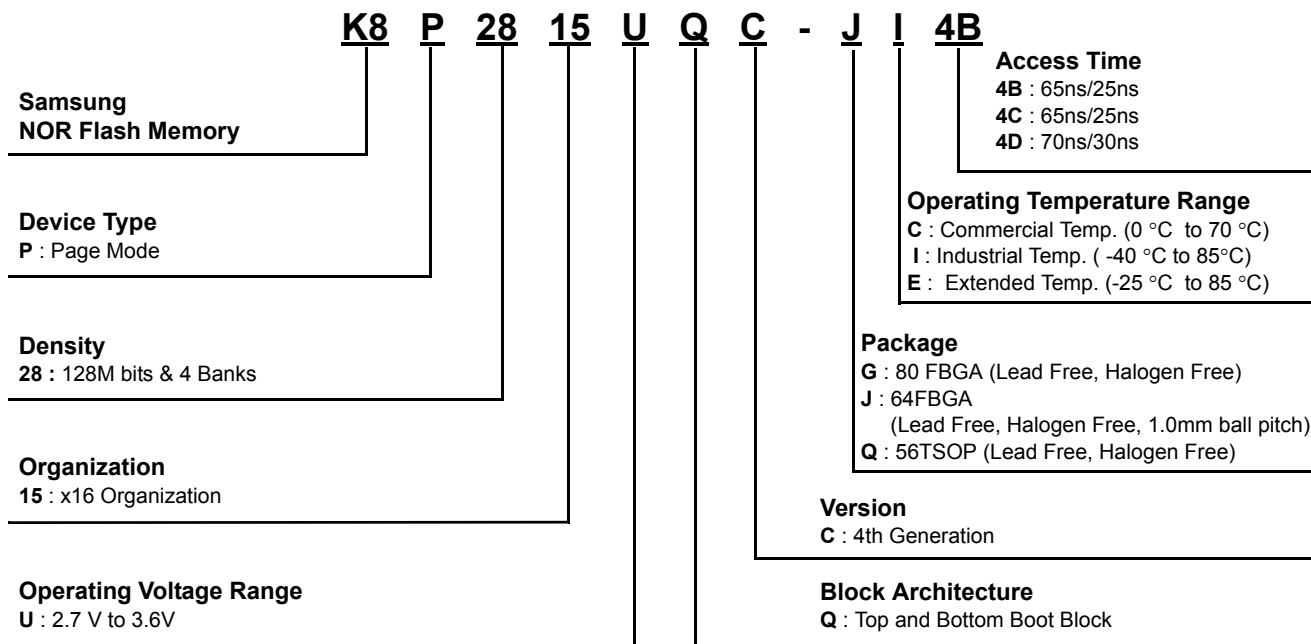 K8 P 28 15 U Q C - J I 4B
Samsung
NOR Flash Memory
Device Type
P : Page Mode
Density
28 : 128M bits & 4 Banks
Organization
15 : x16 Organization
Operating Voltage Range
U : 2.7 V to 3.6V
Access Time
4B : 65ns/25ns
4C : 65ns/25ns
4D : 70ns/30ns
Operating Temperature Range
C : Commercial Temp. (0 °C to 70 °C)
I : Industrial Temp. ( -40 °C to 85°C)
E : Extended Temp. (-25 °C to 85 °C)
Package
G : 80 FBGA (Lead Free, Halogen Free)
J : 64FBGA
(Lead Free, Halogen Free, 1.0mm ball pitch)
Q : 56TSOP (Lead Free, Halogen Free)
Version
C : 4th Generation
Block Architecture
Q : Top and Bottom Boot Block